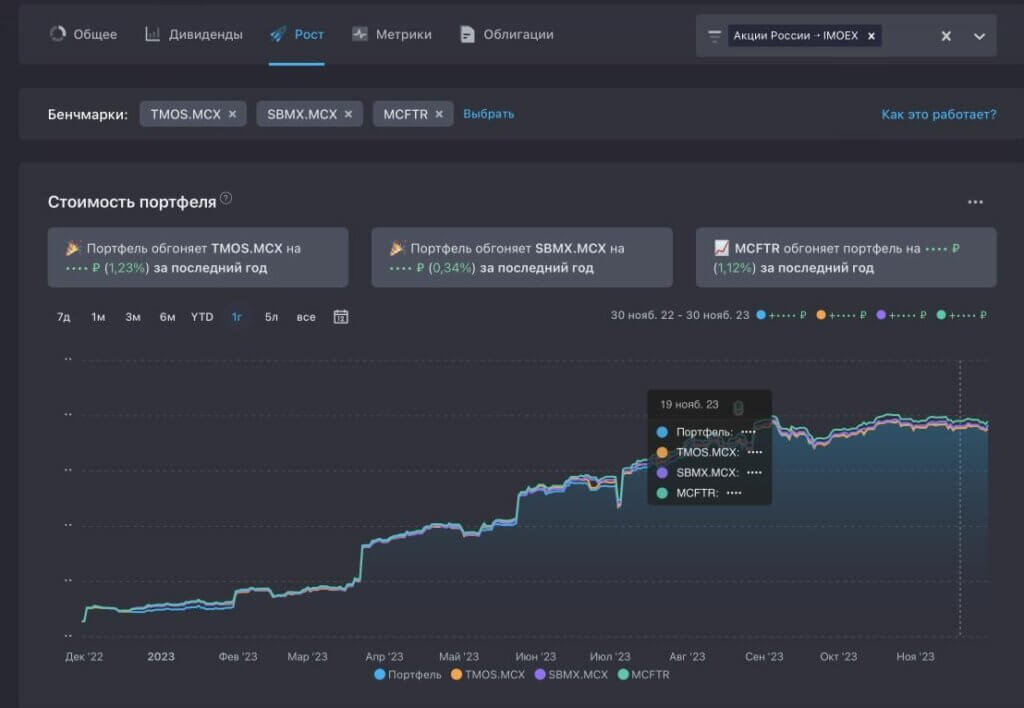 Общее Дивиденды Рост Метрики Облигации Акции России → IMOEX × ×
Бенчмарки: TMOS.MCX × SBMX.MCX × MCFTR × Выбрать Как это работает?
Стоимость портфеля ? •••
Портфель обгоняет TMOS.MCX на
•••• ₽ (1,23%) за последний год
Портфель обгоняет SBMX.MCX на
•••• ₽ (0,34%) за последний год
MCFTR обгоняет портфель на •••• ₽
(1,12%) за последний год
7д 1м 3м 6м YTD 1г 5л все 12 30 нояб. 22 - 30 нояб. 23 +•••• ₽ +•••• ₽ +•••• ₽ +•••• ₽
19 нояб. 23
Портфель: ••••
TMOS.MCX: ••••
SBMX.MCX: ••••
MCFTR: ••••
Дек '22 2023 Фев '23 Мар '23 Апр '23 Май '23 Июн '23 Июл '23 Авг '23 Сен '23 Окт '23 Ноя '23
Портфель TMOS.MCX SBMX.MCX MCFTR